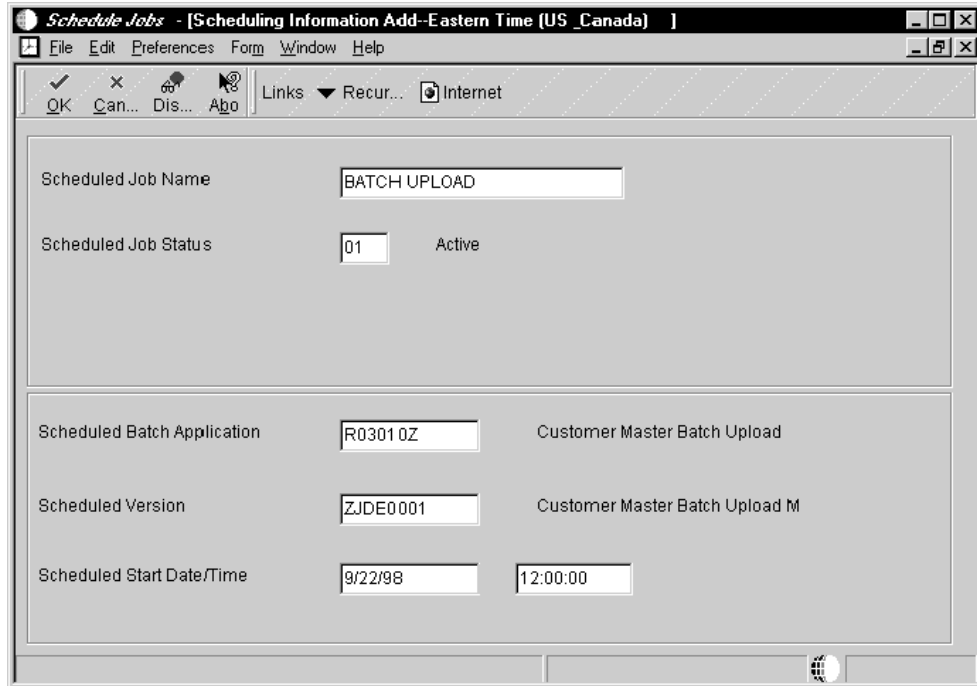 Schedule Jobs - [Scheduling Information Add--Eastern Time (US _Canada) ]
File Edit Preferences Form Window Help
OK Can... Dis... Abo Links Recur... Internet
Scheduled Job Name BATCH UPLOAD
Scheduled Job Status 01 Active
Scheduled Batch Application R03010Z Customer Master Batch Upload
Scheduled Version ZJDE0001 Customer Master Batch Upload M
Scheduled Start Date/Time 9/22/98 12:00:00